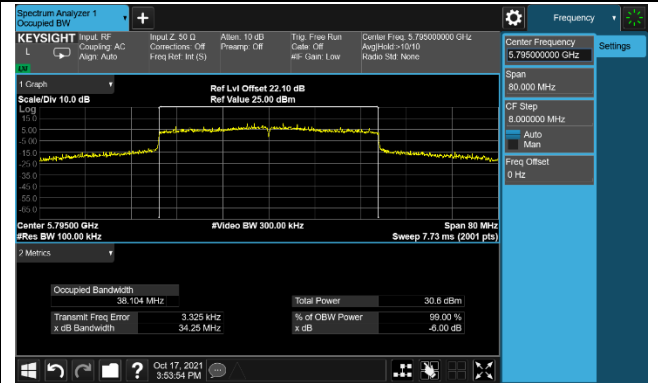 Spectrum Analyzer 1
Occupied BW
Frequency
KEYSIGHT Input: RF
Coupling: AC
Align: Auto
L
LXI
Input Z: 50 Ω
Corrections: Off
Freq Ref: Int (S)
Atten: 10 dB
Preamp: Off
Trig: Free Run
Gate: Off
#IF Gain: Low
Center Freq: 5.795000000 GHz
Avg|Hold:>10/10
Radio Std: None
Center Frequency
5.795000000 GHz
Settings
Span
80.000 MHz
CF Step
8.000000 MHz
Auto
Man
Freq Offset
0 Hz
1 Graph
Scale/Div 10.0 dB
Ref Lvl Offset 22.10 dB
Ref Value 25.00 dBm
Log
15.0
5.00
-5.00
-15.0
-25.0
-35.0
-45.0
-55.0
-65.0
Center 5.79500 GHz
#Res BW 100.00 kHz
#Video BW 300.00 kHz
Span 80 MHz
Sweep 7.73 ms (2001 pts)
2 Metrics
Occupied Bandwidth
38.104 MHz
Total Power 30.6 dBm
Transmit Freq Error 3.325 kHz
% of OBW Power 99.00 %
x dB Bandwidth 34.25 MHz
x dB -6.00 dB
Oct 17, 2021
3:53:54 PM